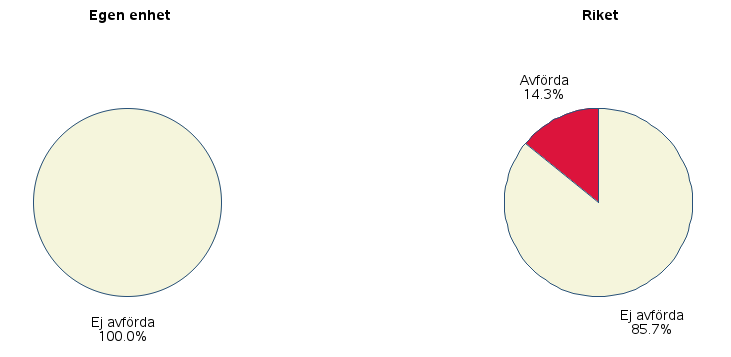 Egen enhet
Ej avförda
100.0%
Riket
Avförda
14.3%
Ej avförda
85.7%